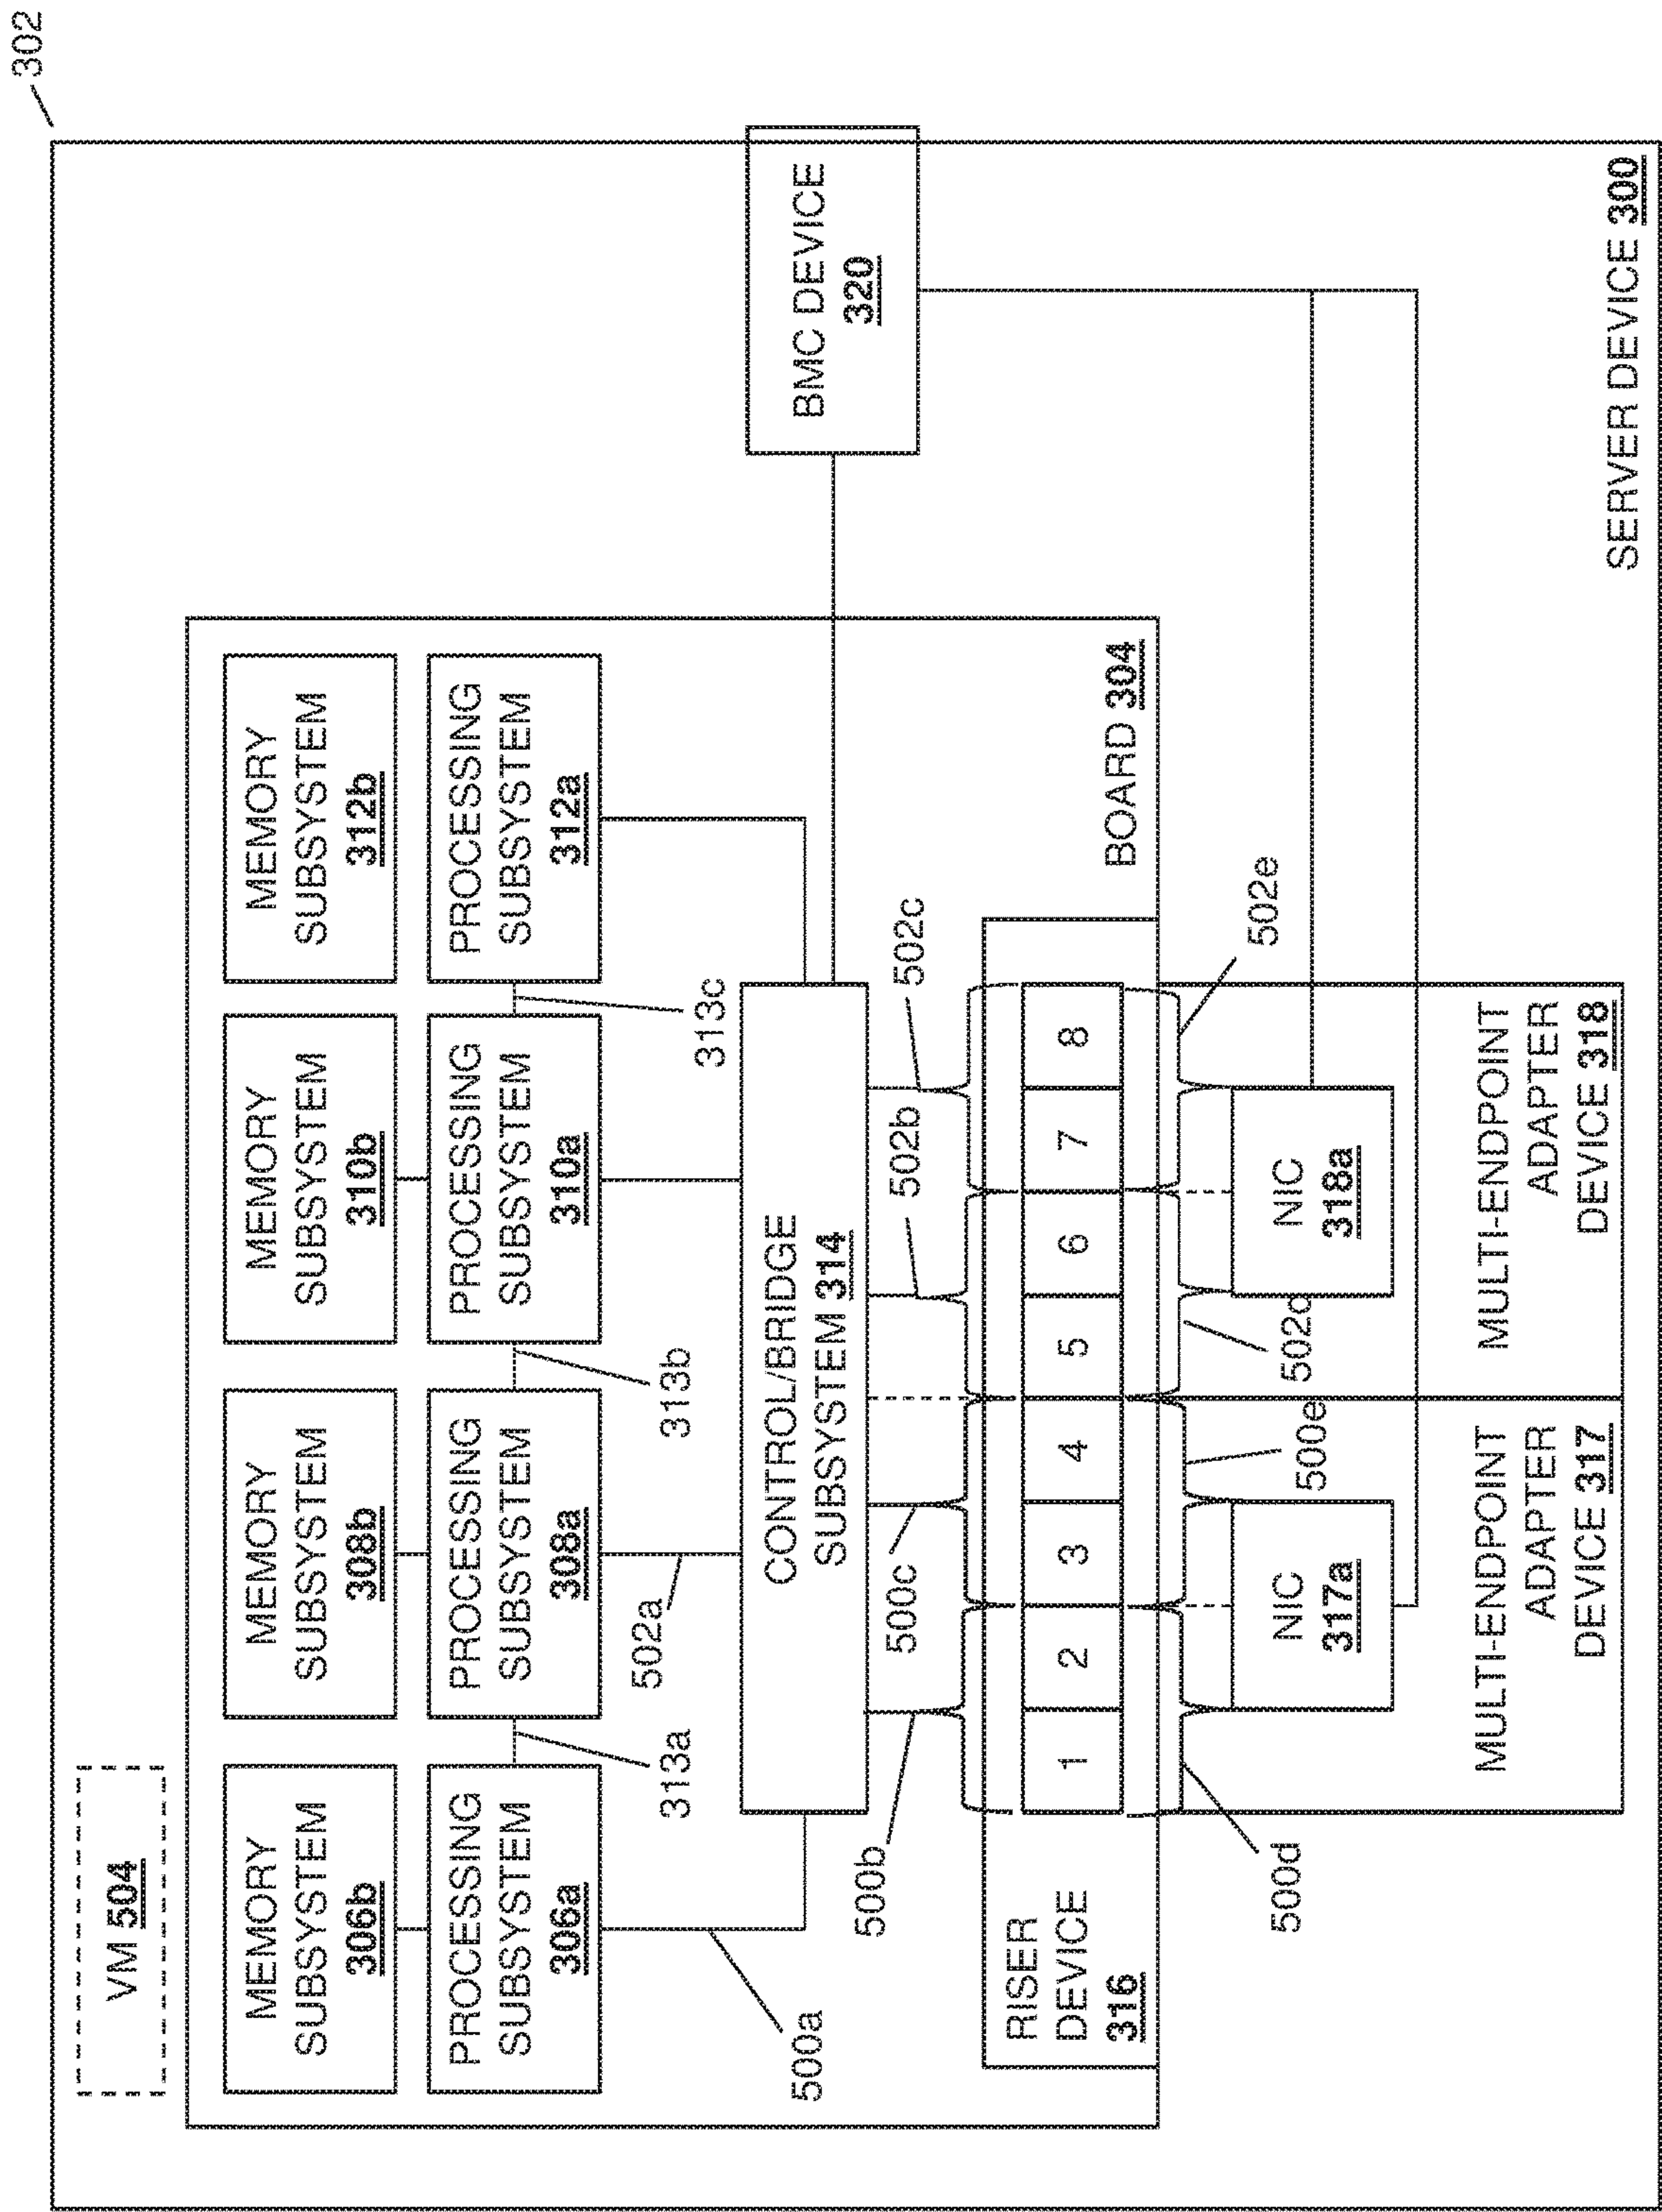 302
VM 504
MEMORY
SUBSYSTEM
306b
MEMORY
SUBSYSTEM
308b
MEMORY
SUBSYSTEM
310b
MEMORY
SUBSYSTEM
312b
PROCESSING
SUBSYSTEM
306a
PROCESSING
SUBSYSTEM
308a
PROCESSING
SUBSYSTEM
310a
PROCESSING
SUBSYSTEM
312a
313a
313b
313c
500a
502a
CONTROL/BRIDGE
SUBSYSTEM 314
BMC DEVICE
320
500b
500c
502b
502c
RISER
DEVICE
316
1
2
3
4
5
6
7
8
BOARD 304
500d
500e
502d
502e
NIC
317a
NIC
318a
MULTI-ENDPOINT
ADAPTER
DEVICE 317
MULTI-ENDPOINT
ADAPTER
DEVICE 318
SERVER DEVICE 300